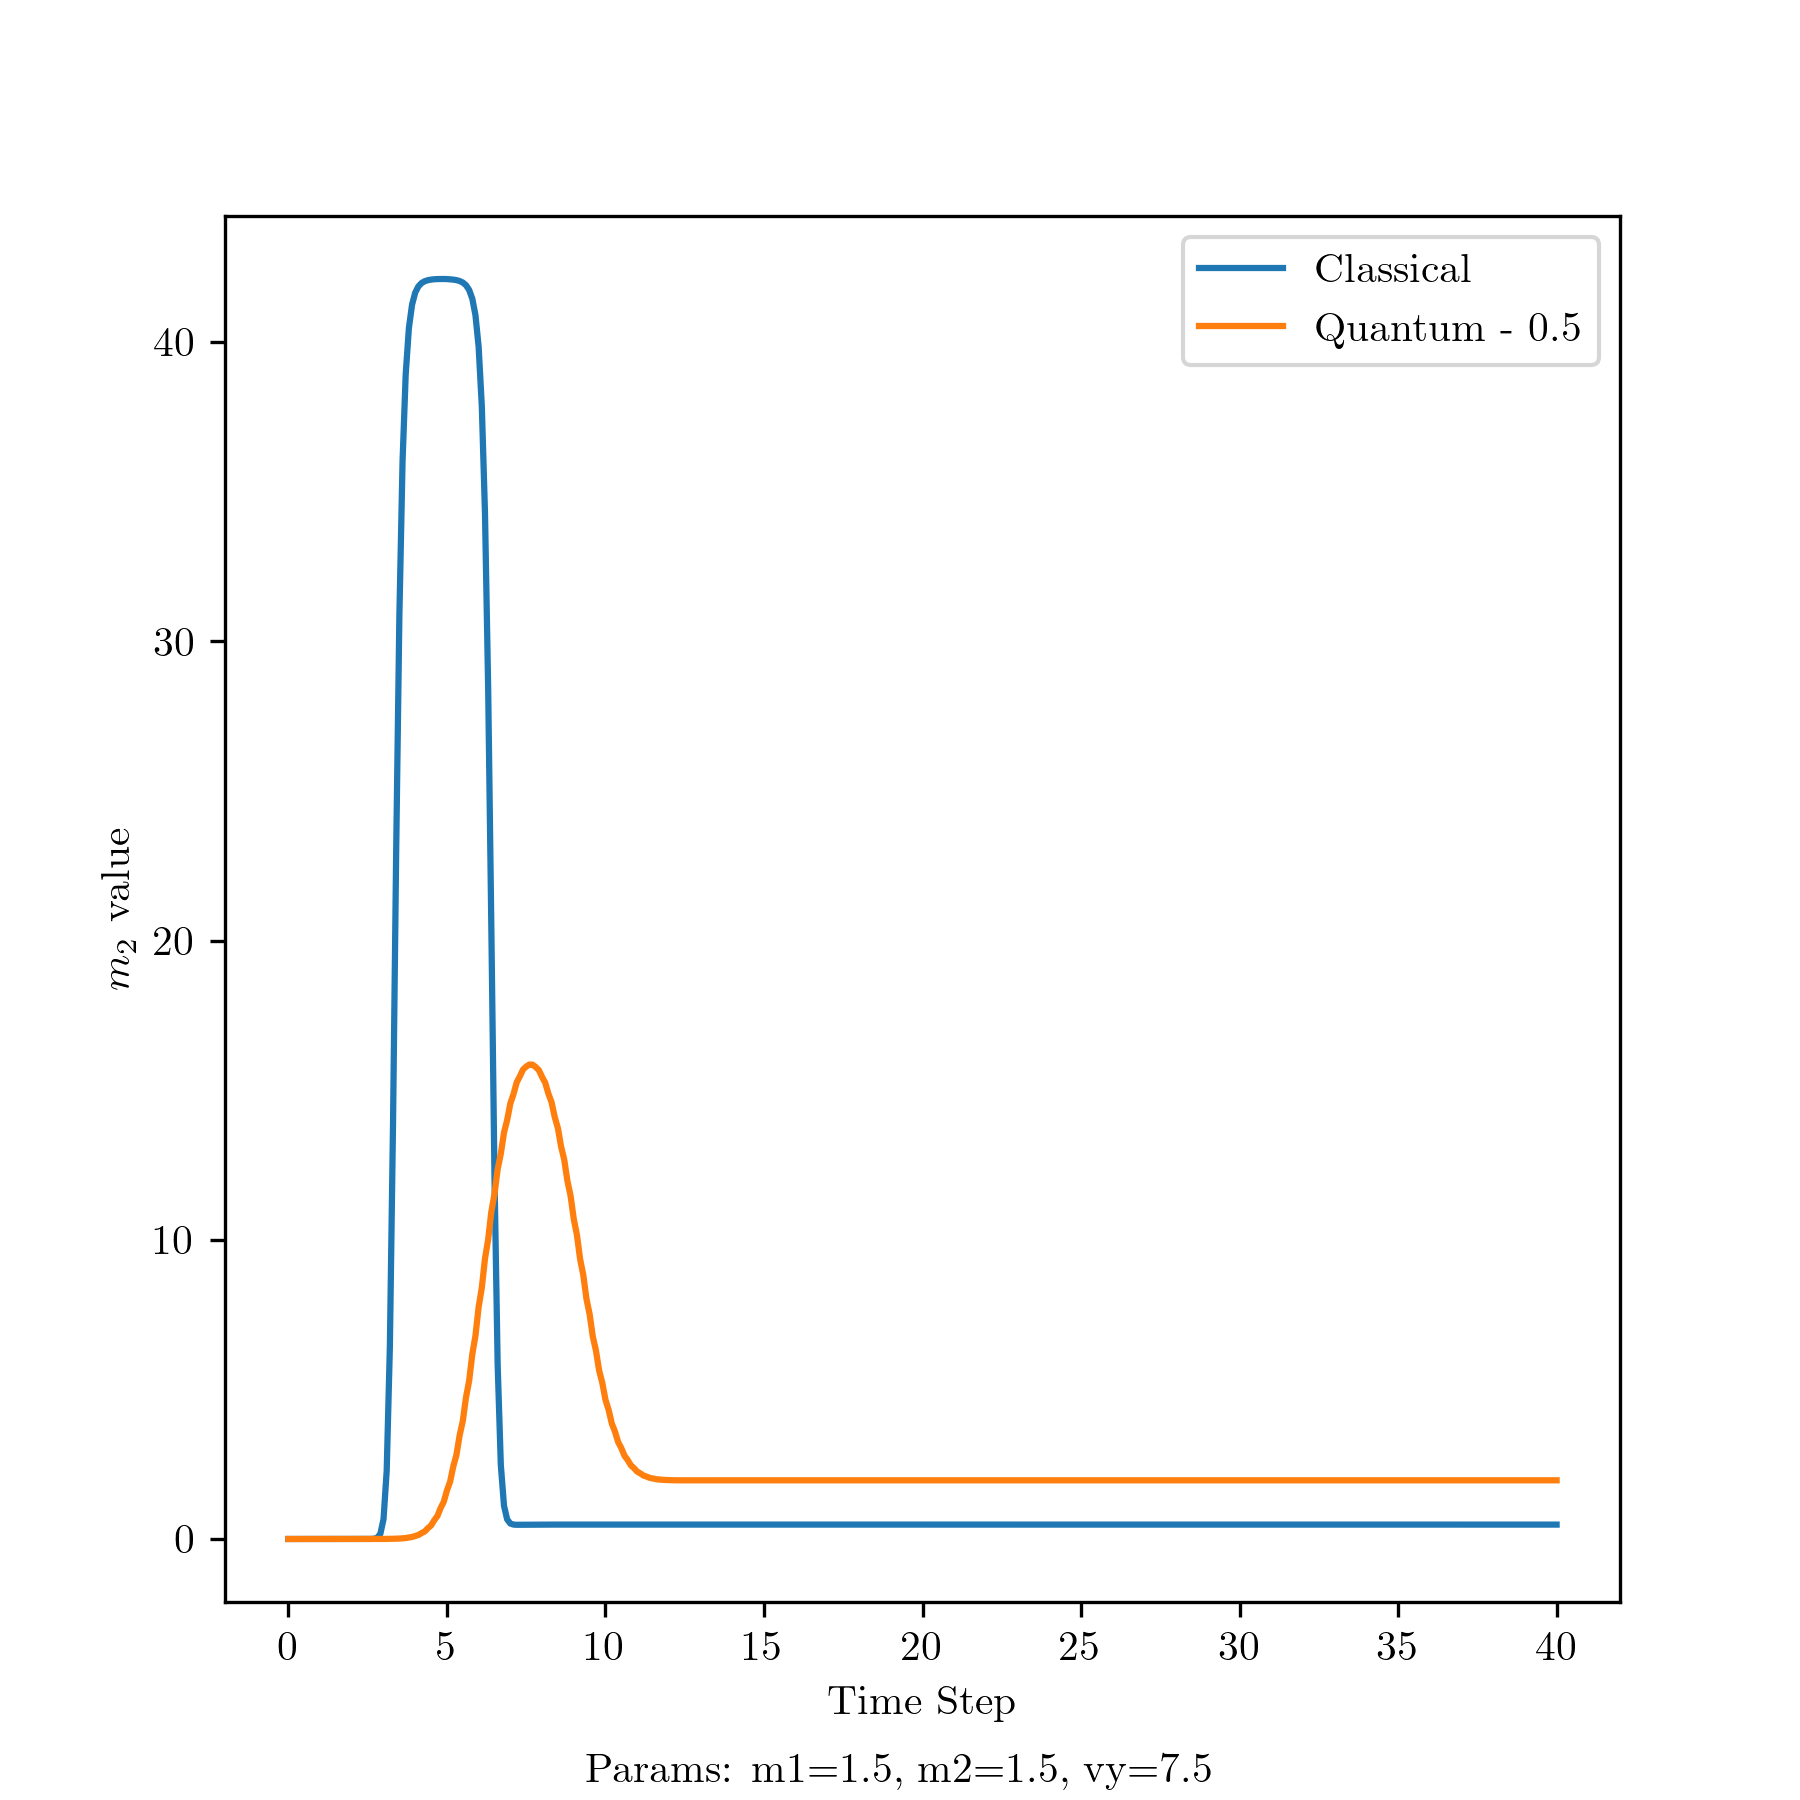 Classical
Quantum - 0.5
40
30
20
10
0
m₂ value
0 5 10 15 20 25 30 35 40
Time Step
Params: m1=1.5, m2=1.5, vy=7.5